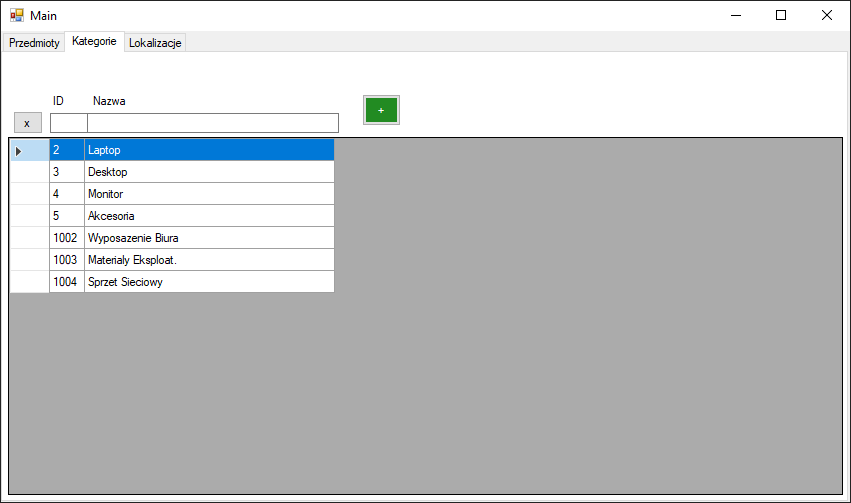 Main
Przedmioty Kategorie Lokalizacje
ID Nazwa
x
+
2 Laptop
3 Desktop
4 Monitor
5 Akcesoria
1002 Wyposazenie Biura
1003 Materialy Eksploat.
1004 Sprzet Sieciowy